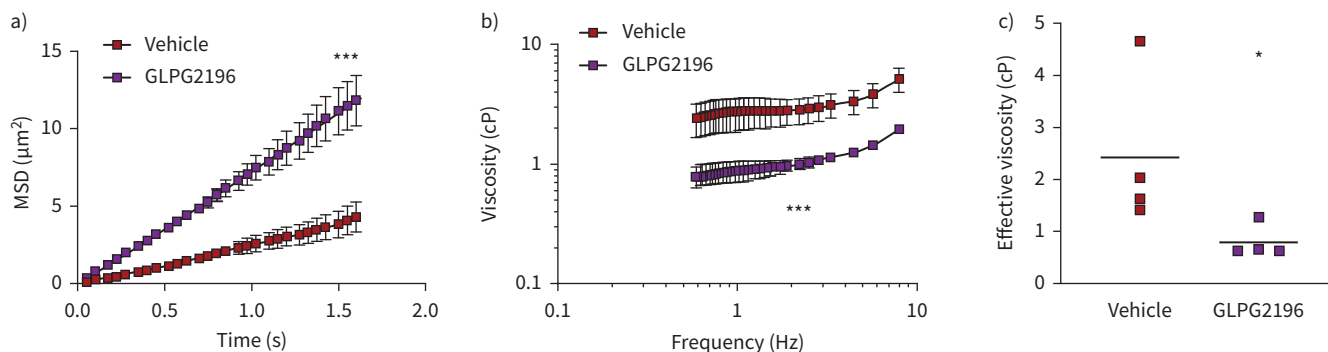 a)
Vehicle
GLPG2196
***
15
10
5
0
MSD (µm²)
0.0 0.5 1.0 1.5 2.0
Time (s)
b)
Vehicle
GLPG2196
10
1
0.1
Viscosity (cP)
***
0.1 1 10
Frequency (Hz)
c)
5
4
3
2
1
0
Effective viscosity (cP)
*
Vehicle GLPG2196